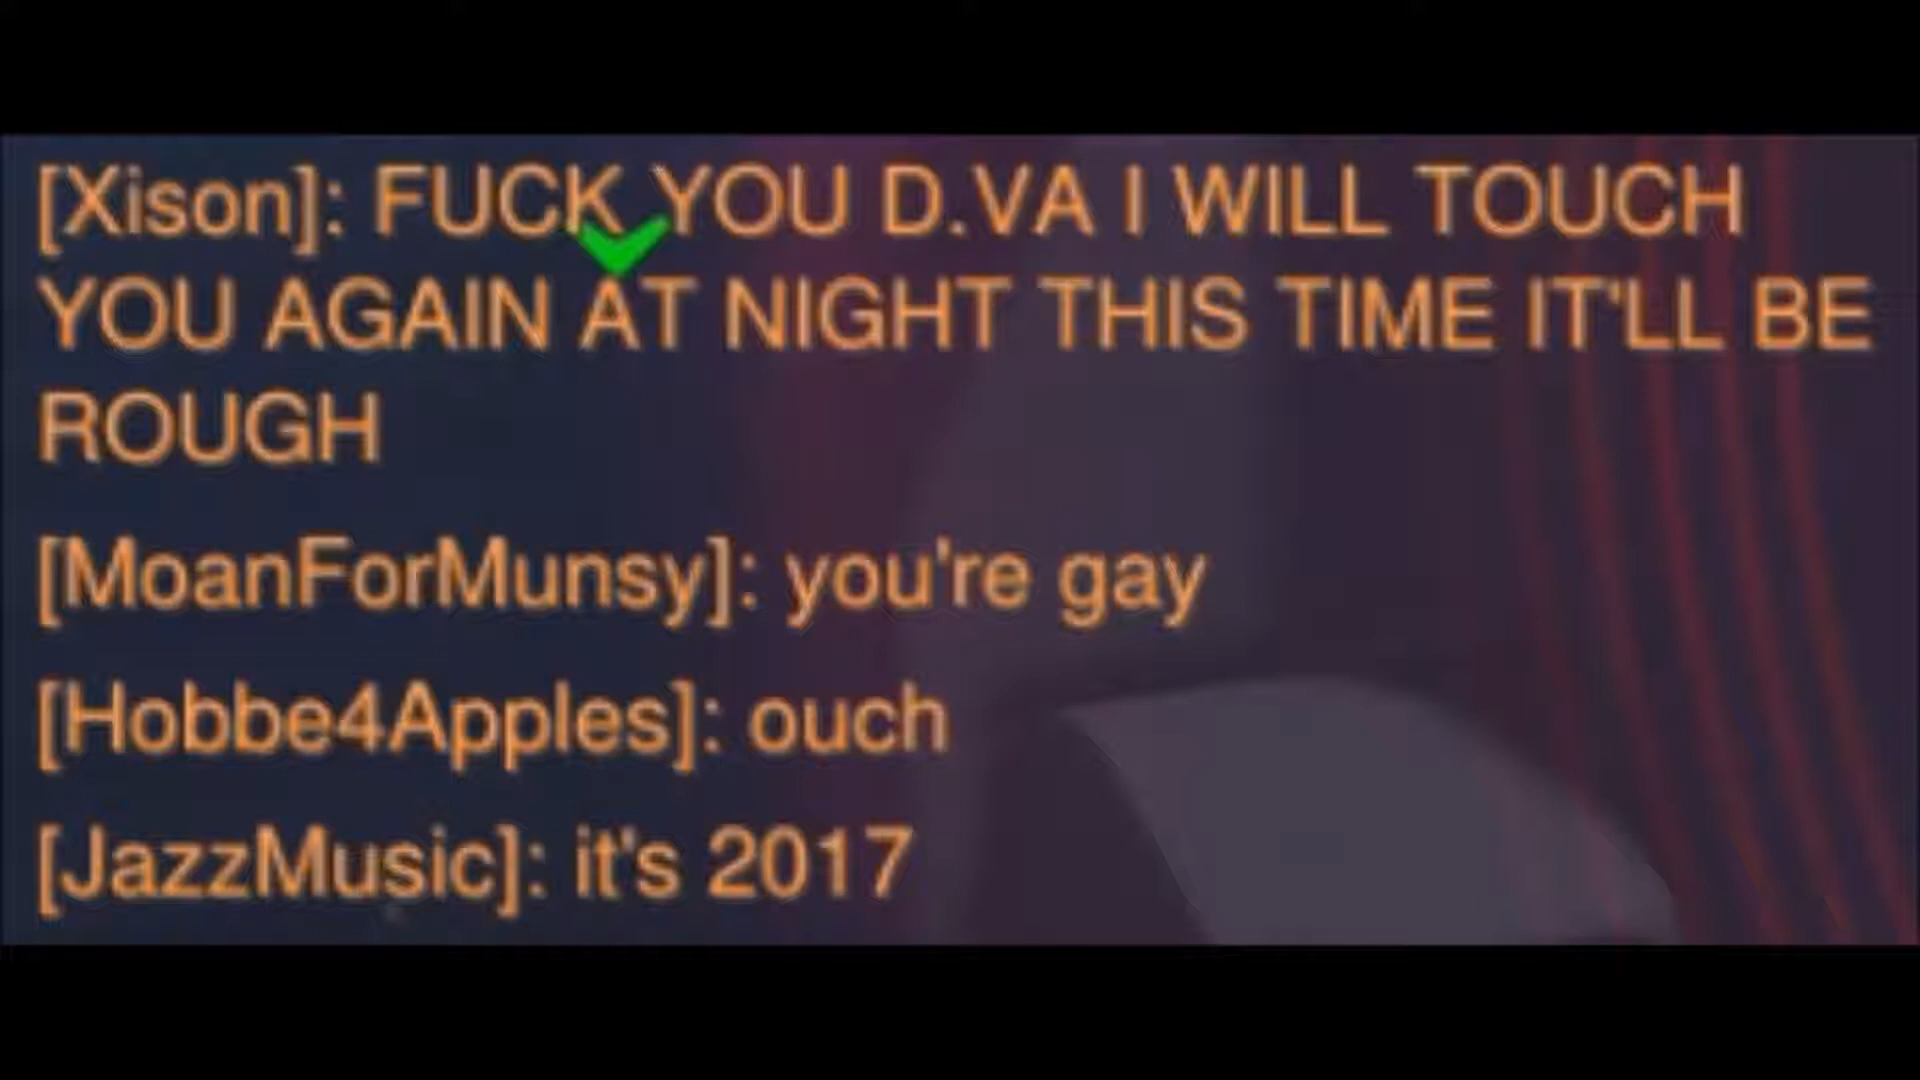 [Xison]: FUCK YOU D.VA I WILL TOUCH
YOU AGAIN AT NIGHT THIS TIME IT'LL BE
ROUGH
[MoanForMunsy]: you're gay
[Hobbe4Apples]: ouch
[JazzMusic]: it's 2017